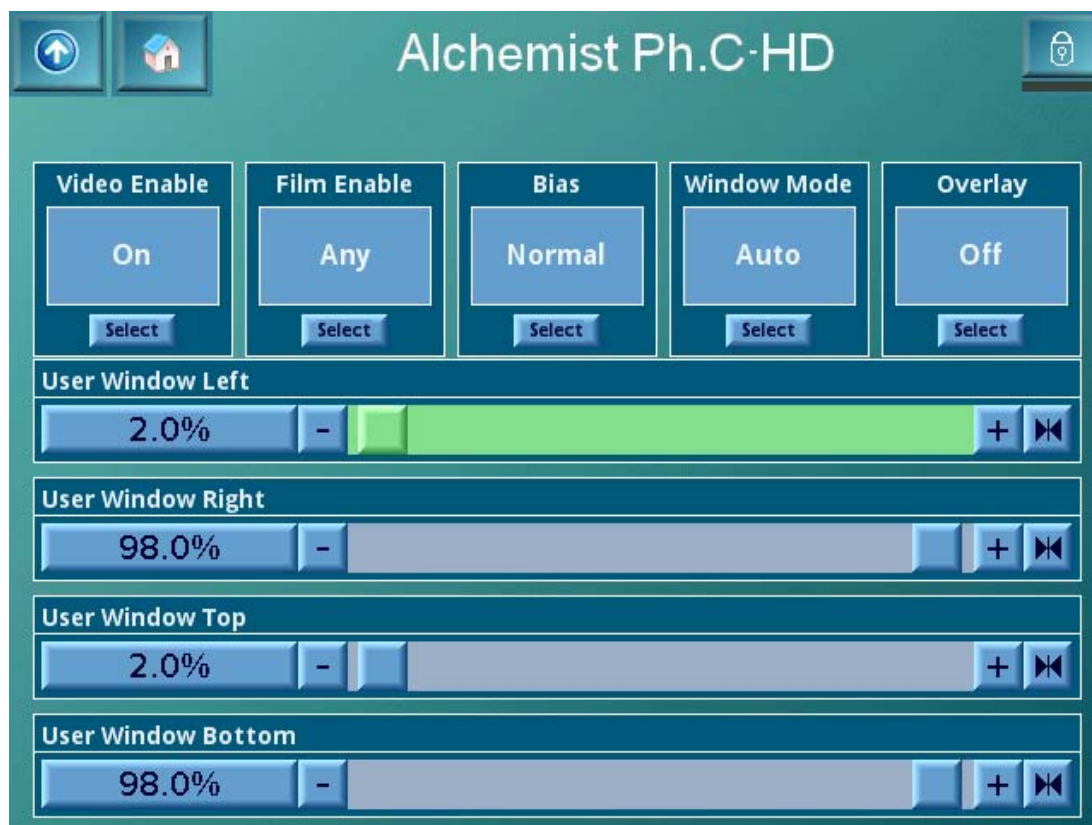 Alchemist Ph.C-HD
Video Enable
Film Enable
Bias
Window Mode
Overlay
On
Any
Normal
Auto
Off
Select
Select
Select
Select
Select
User Window Left
2.0%
-
+
User Window Right
98.0%
-
+
User Window Top
2.0%
-
+
User Window Bottom
98.0%
-
+